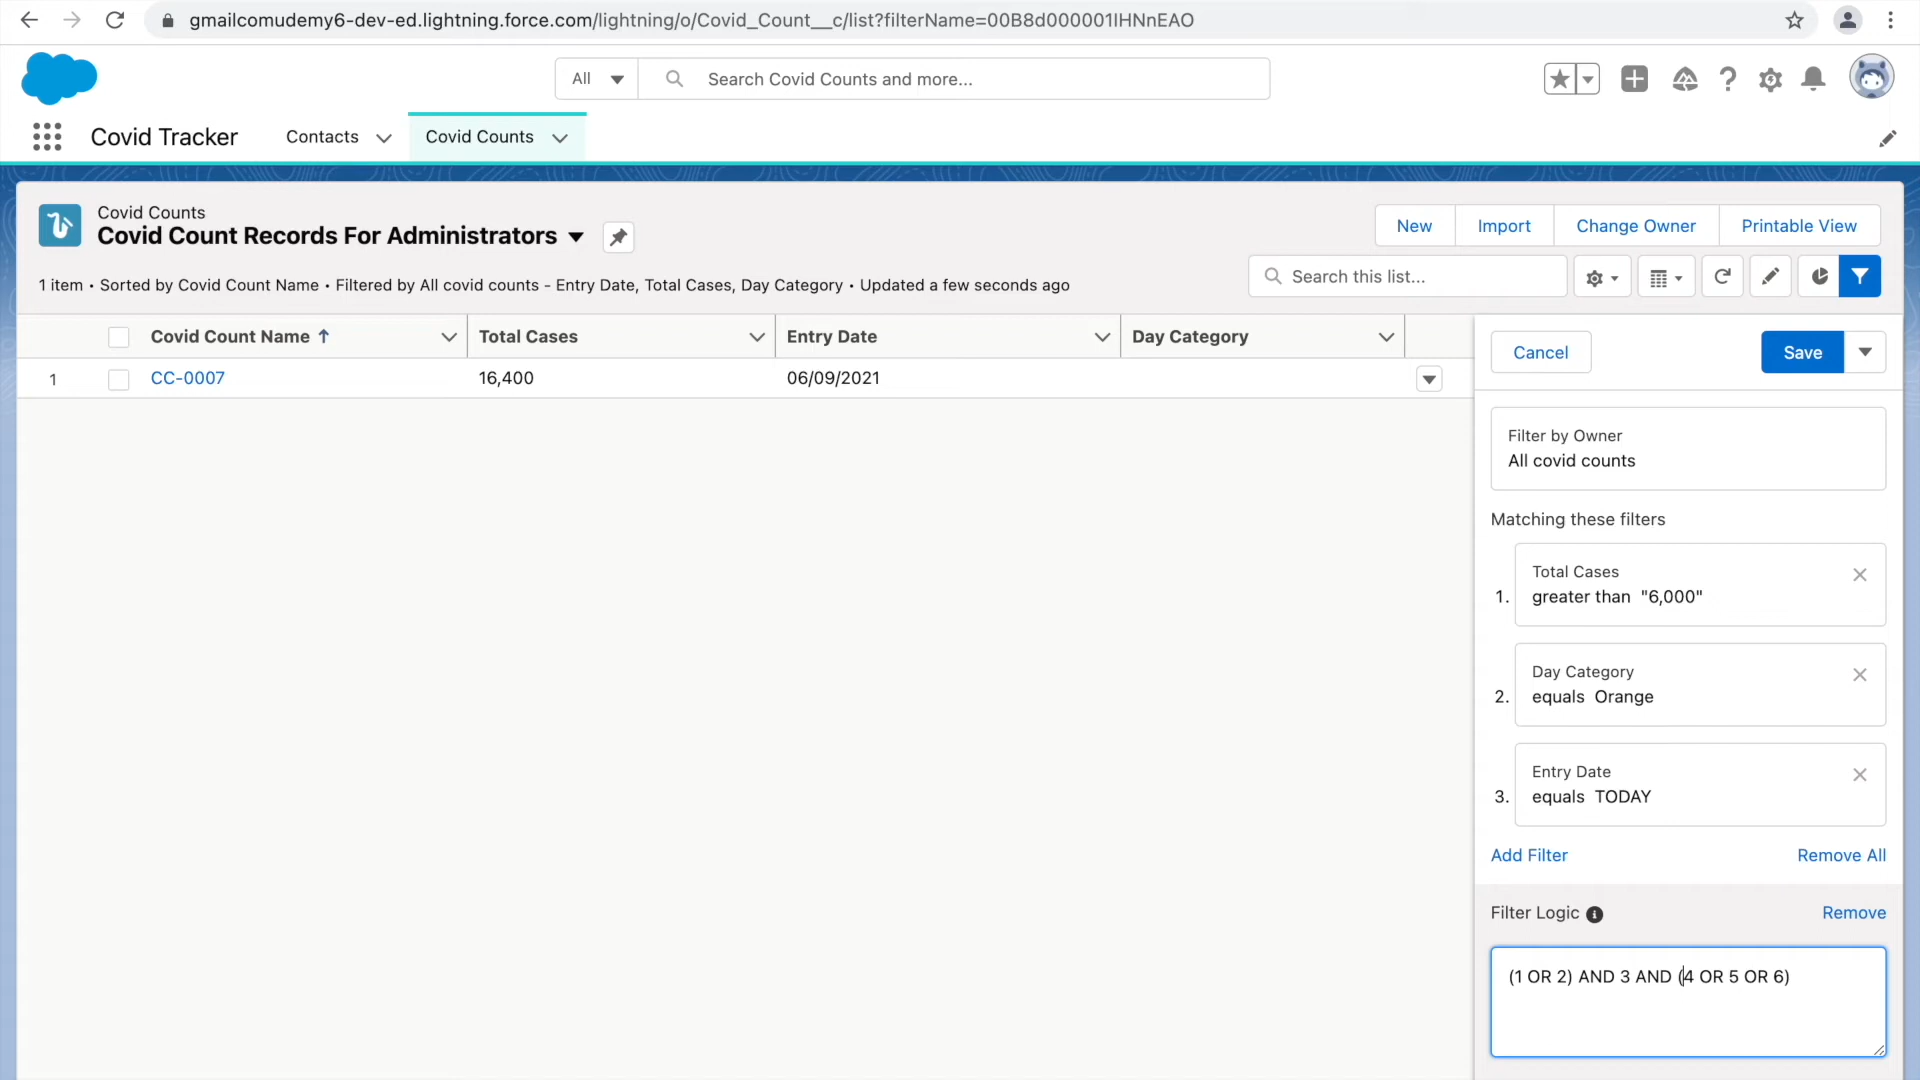 gmailcomudemy6-dev-ed.lightning.force.com/lightning/o/Covid_Count__c/list?filterName=00B8d000001IHNnEAO
All
Search Covid Counts and more...
Covid Tracker
Contacts
Covid Counts
Covid Counts
Covid Count Records For Administrators
New
Import
Change Owner
Printable View
1 item • Sorted by Covid Count Name • Filtered by All covid counts - Entry Date, Total Cases, Day Category • Updated a few seconds ago
Search this list...
Covid Count Name
Total Cases
Entry Date
Day Category
1
CC-0007
16,400
06/09/2021
Cancel
Save
Filter by Owner
All covid counts
Matching these filters
Total Cases
1. greater than "6,000"
Day Category
2. equals Orange
Entry Date
3. equals TODAY
Add Filter
Remove All
Filter Logic
Remove
(1 OR 2) AND 3 AND (4 OR 5 OR 6)